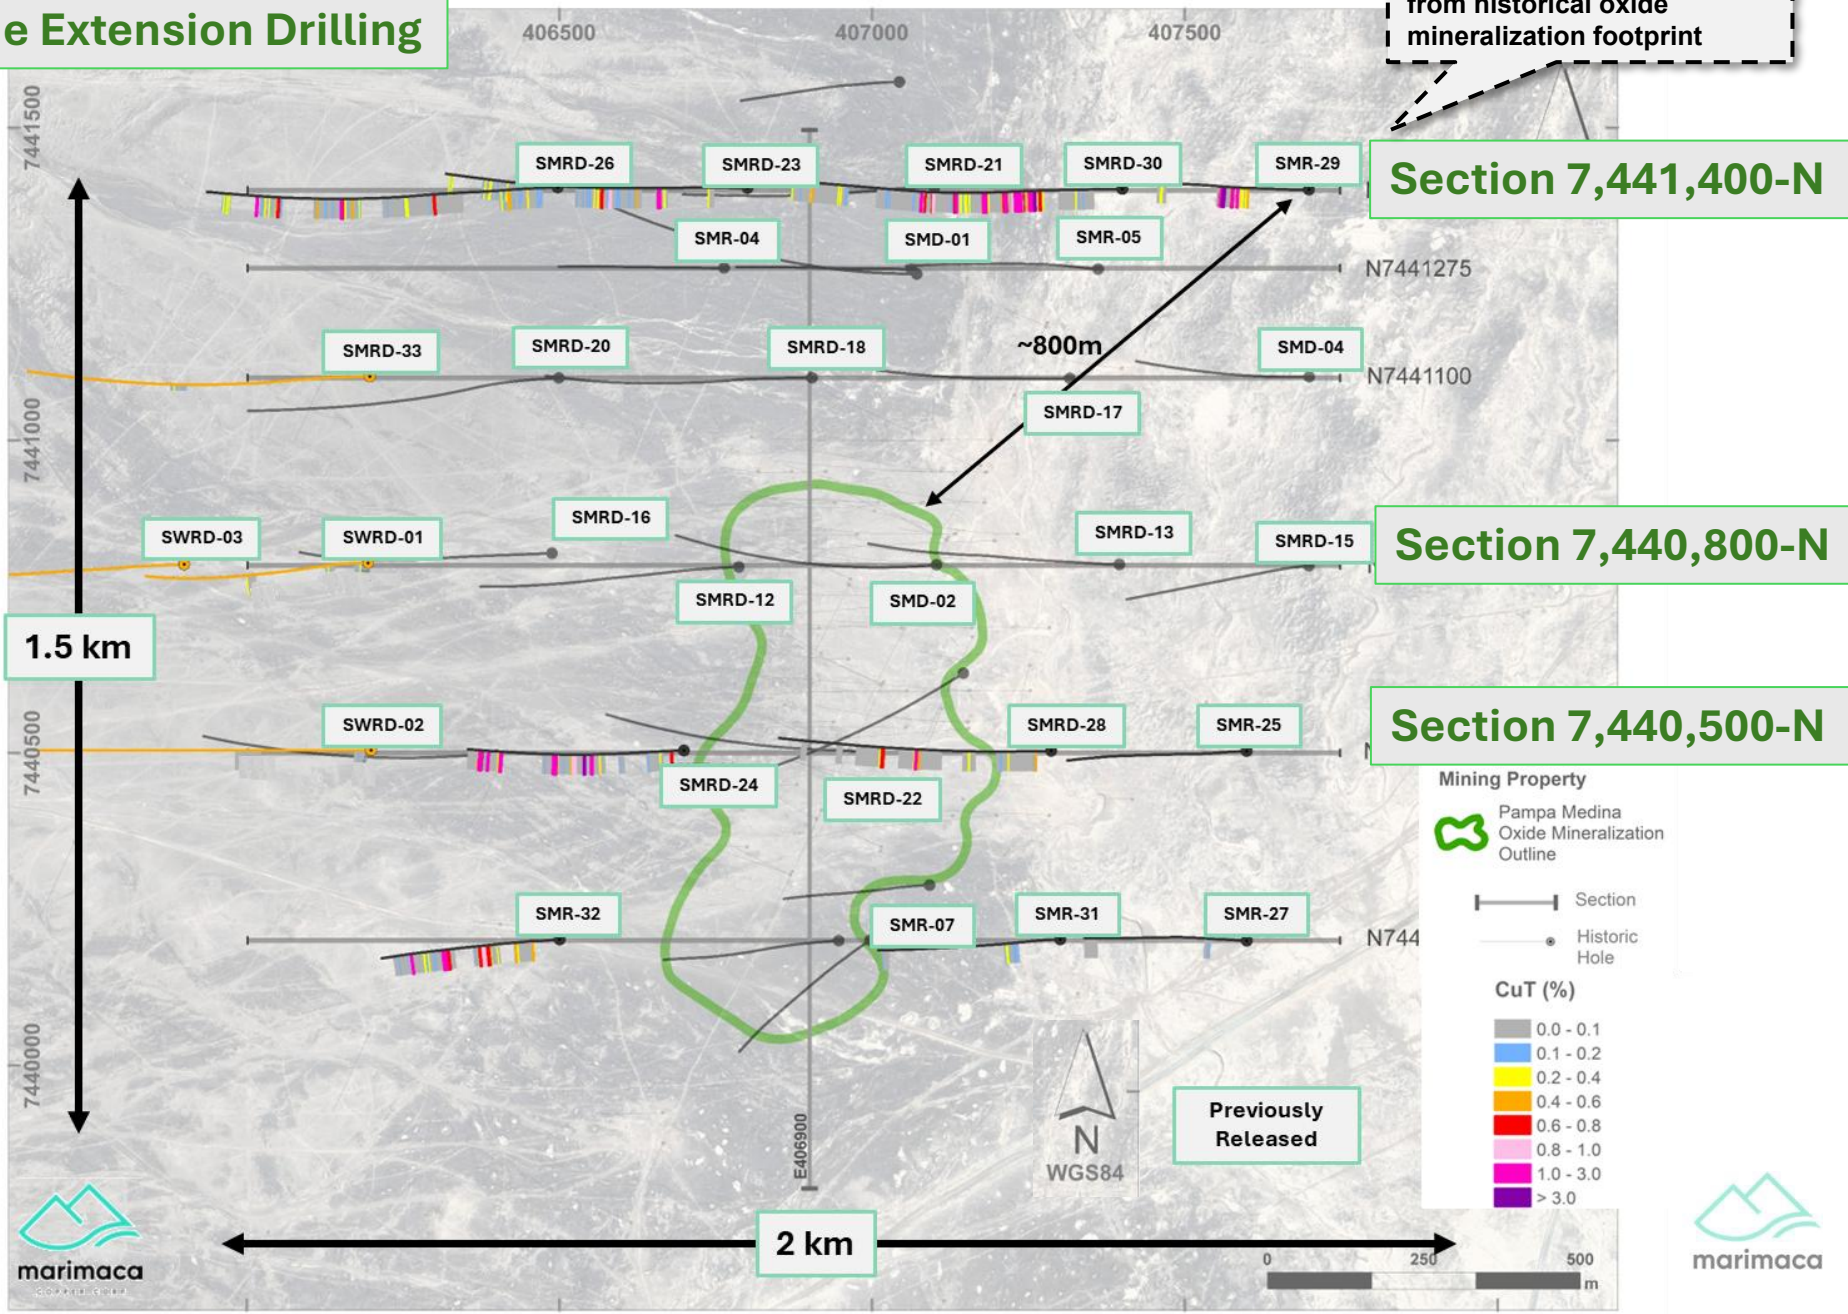 e Extension Drilling
from historical oxide
mineralization footprint
406500
407000
407500
7441500
SMRD-26
SMRD-23
SMRD-21
SMRD-30
SMR-29
Section 7,441,400-N
SMR-04
SMD-01
SMR-05
N7441275
SMRD-33
SMRD-20
SMRD-18
~800m
SMD-04
N7441100
SMRD-17
7441000
SMRD-16
SWRD-03
SWRD-01
SMRD-13
SMRD-15
Section 7,440,800-N
SMRD-12
SMD-02
1.5 km
SWRD-02
SMRD-28
SMR-25
Section 7,440,500-N
7440500
SMRD-24
SMRD-22
Mining Property
Pampa Medina
Oxide Mineralization
Outline
Section
Historic
Hole
SMR-32
SMR-07
SMR-31
SMR-27
N744
CuT (%)
0.0 - 0.1
0.1 - 0.2
0.2 - 0.4
0.4 - 0.6
0.6 - 0.8
0.8 - 1.0
1.0 - 3.0
> 3.0
7440000
E406900
N
WGS84
Previously
Released
2 km
0
250
500
m
marimaca
COPPER CORP
marimaca